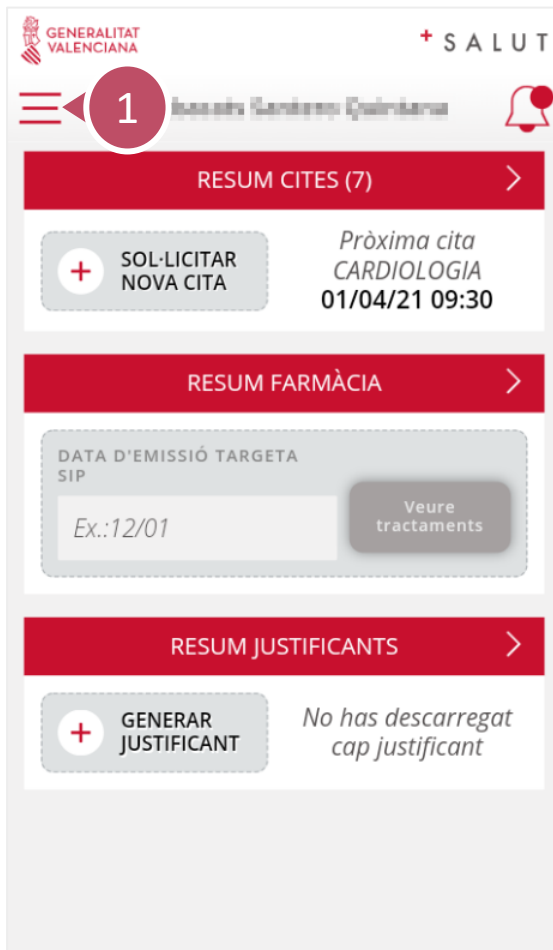 GENERALITAT
VALENCIANA
+ SALUT
1
RESUM CITES (7)
SOL·LICITAR
NOVA CITA
Pròxima cita
CARDIOLOGIA
01/04/21 09:30
RESUM FARMÀCIA
DATA D'EMISSIÓ TARGETA
SIP
Ex.:12/01
Veure
tractaments
RESUM JUSTIFICANTS
GENERAR
JUSTIFICANT
No has descarregat
cap justificant